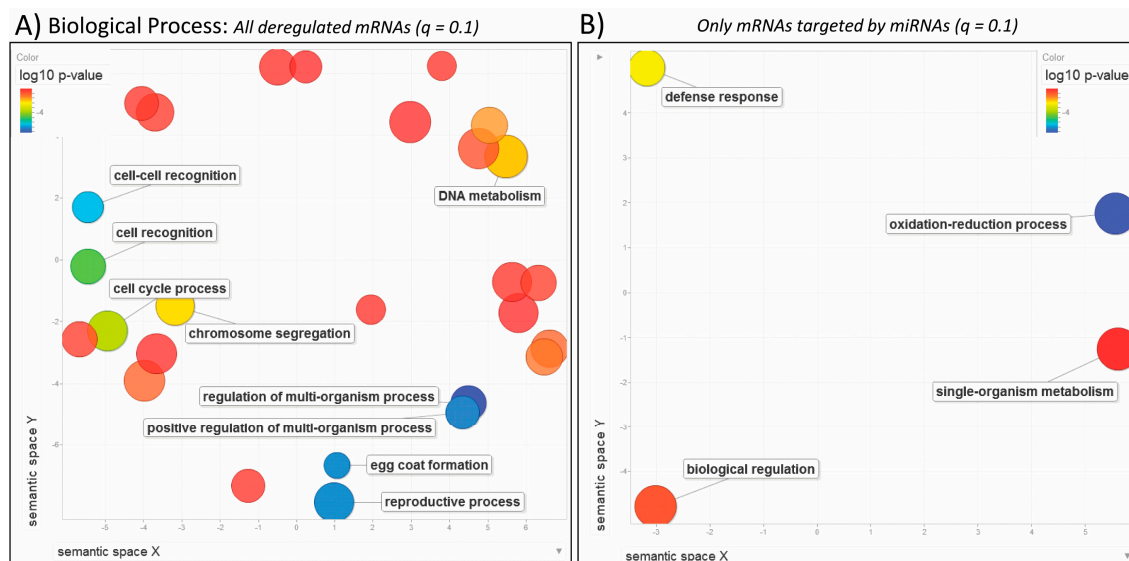 A) Biological Process: All deregulated mRNAs (q = 0.1)
Color
log10 p-value
-4
cell-cell recognition
DNA metabolism
2
cell recognition
0
cell cycle process
-2
chromosome segregation
-4
regulation of multi-organism process
positive regulation of multi-organism process
-6
egg coat formation
reproductive process
semantic space Y
-5 -4 -3 -2 -1 0 1 2 3 4 5 6
semantic space X
B) Only mRNAs targeted by miRNAs (q = 0.1)
Color
log10 p-value
-4
defense response
4
3
2
oxidation-reduction process
1
0
-1
-2
single-organism metabolism
-3
biological regulation
-4
semantic space Y
-3 -2 -1 0 1 2 3 4 5
semantic space X